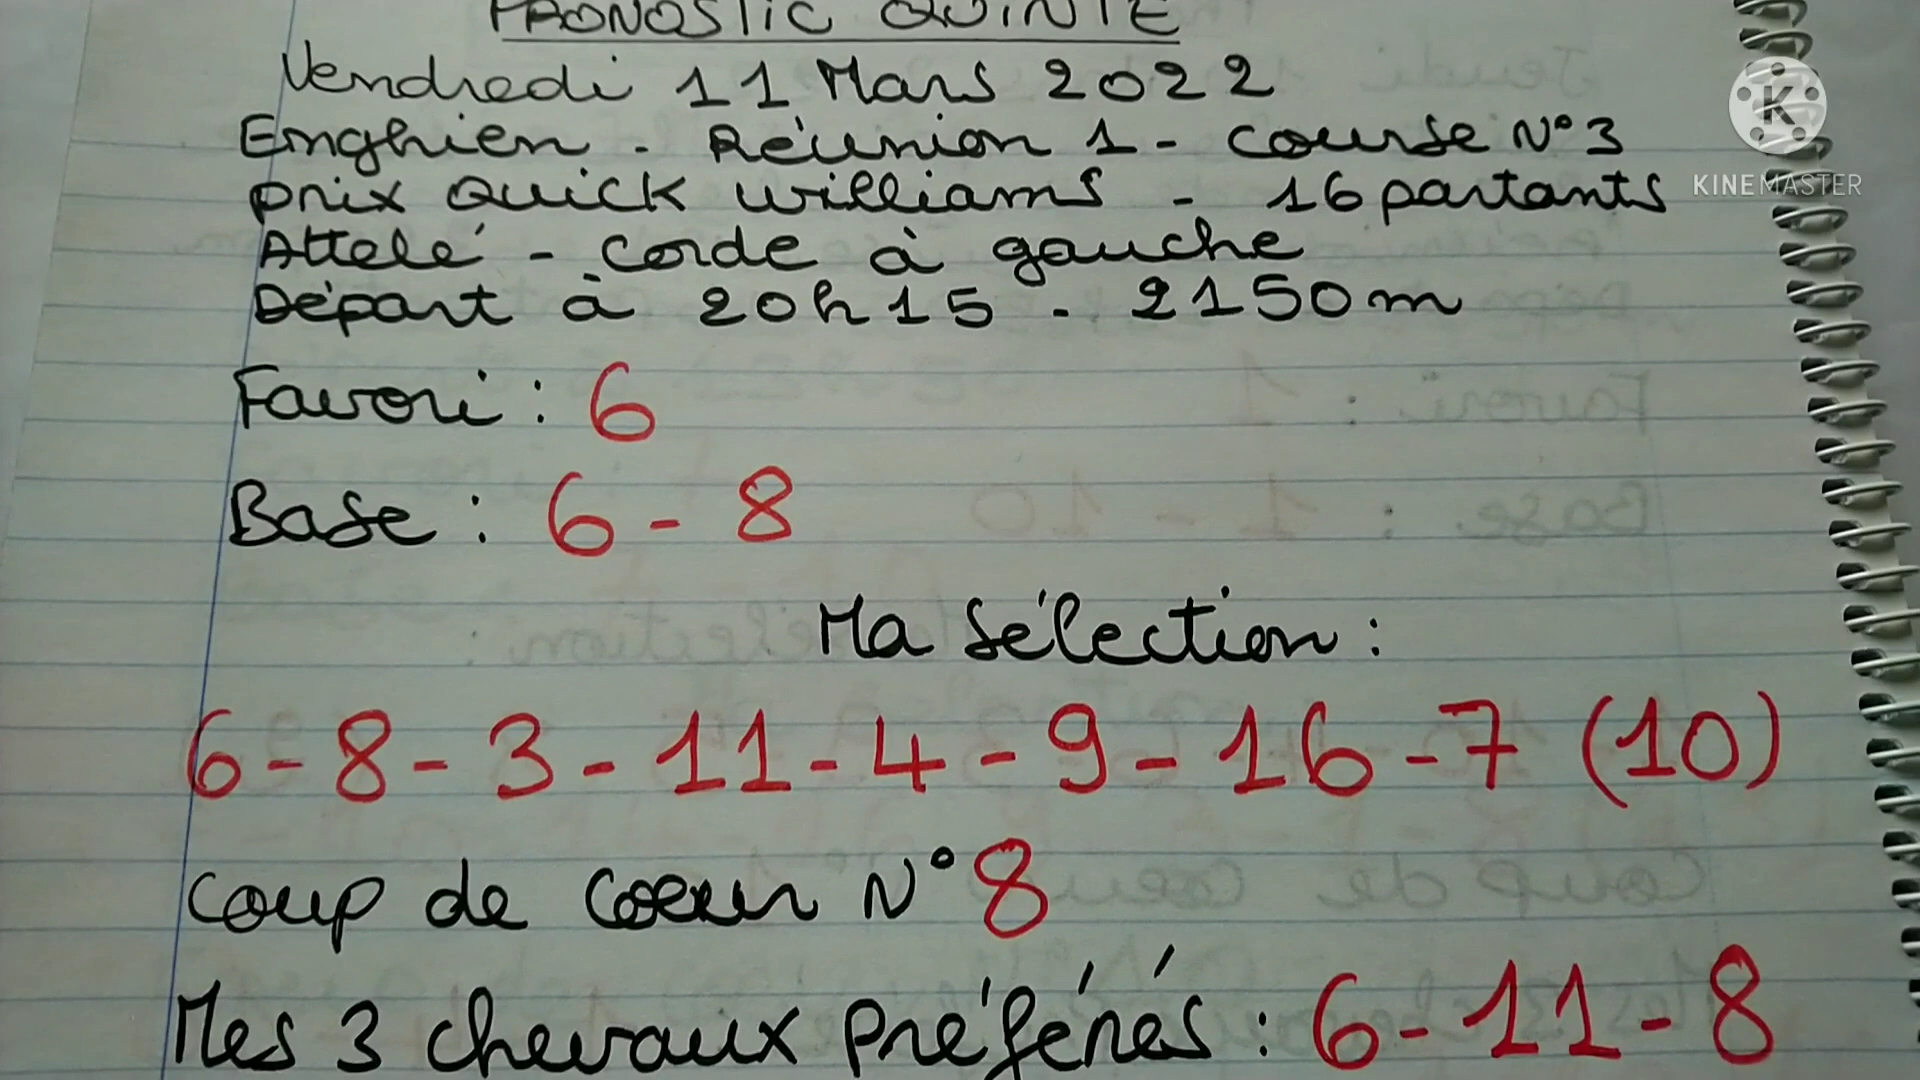 PRONOSTIC QUINTE
Vendredi 11 Mars 2022
Enghien - Réunion 1 - Course N°3
prix Quick Williams - 16 partants
Attelé - Corde à gauche
Départ à 20h15 - 2150m
Favori : 6
Base : 6 - 8
Ma Sélection :
6 - 8 - 3 - 11 - 4 - 9 - 16 - 7 (10)
Coup de Coeur N° 8
Mes 3 chevaux préférés : 6 - 11 - 8
K
KINEMASTER